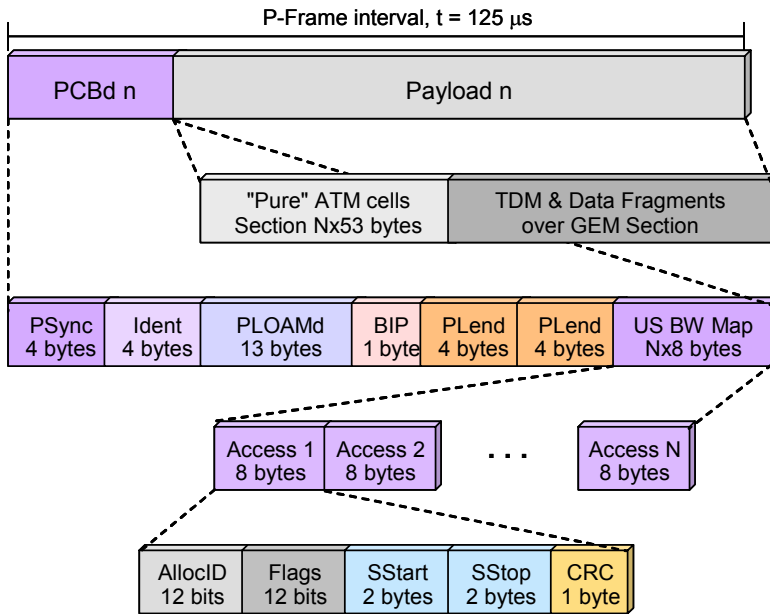 P-Frame interval, t = 125 μs
PCBd n
Payload n
"Pure" ATM cells
Section Nx53 bytes
TDM & Data Fragments
over GEM Section
PSync
4 bytes
Ident
4 bytes
PLOAMd
13 bytes
BIP
1 byte
PLend
4 bytes
PLend
4 bytes
US BW Map
Nx8 bytes
Access 1
8 bytes
Access 2
8 bytes
. . .
Access N
8 bytes
AllocID
12 bits
Flags
12 bits
SStart
2 bytes
SStop
2 bytes
CRC
1 byte